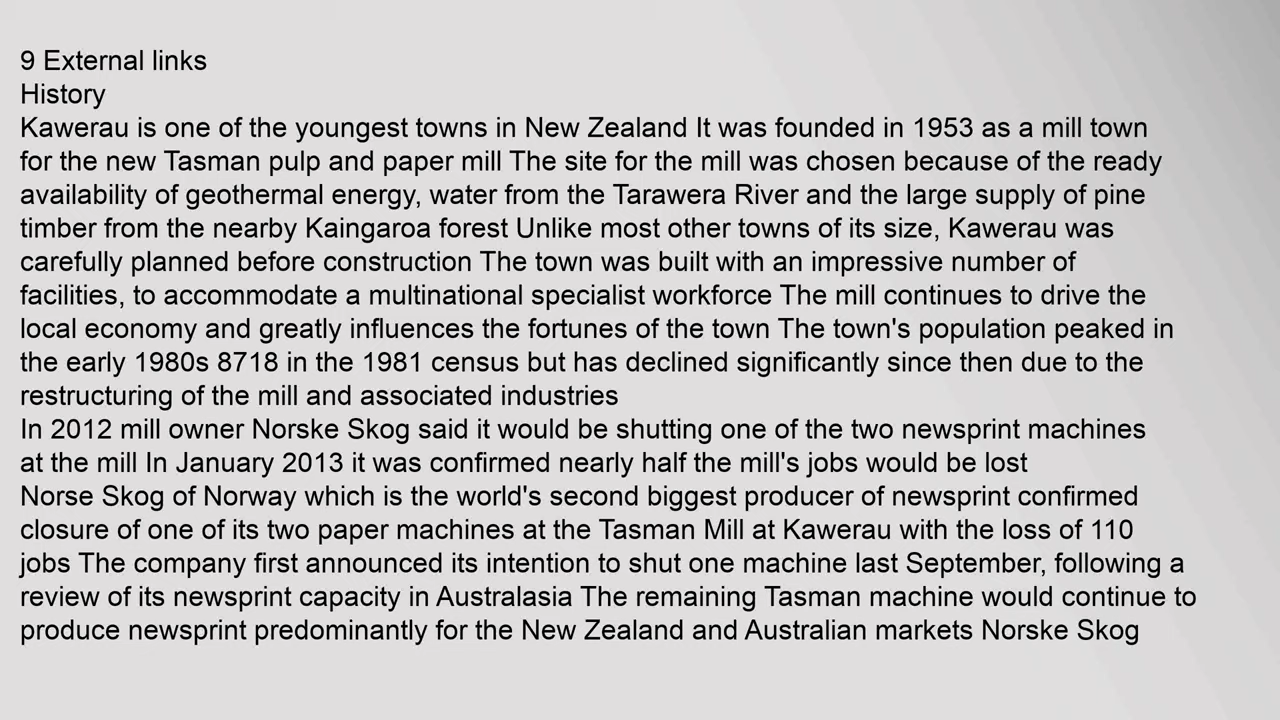 9 External links
History
Kawerau is one of the youngest towns in New Zealand It was founded in 1953 as a mill town
for the new Tasman pulp and paper mill The site for the mill was chosen because of the ready
availability of geothermal energy, water from the Tarawera River and the large supply of pine
timber from the nearby Kaingaroa forest Unlike most other towns of its size, Kawerau was
carefully planned before construction The town was built with an impressive number of
facilities, to accommodate a multinational specialist workforce The mill continues to drive the
local economy and greatly influences the fortunes of the town The town's population peaked in
the early 1980s 8718 in the 1981 census but has declined significantly since then due to the
restructuring of the mill and associated industries
In 2012 mill owner Norske Skog said it would be shutting one of the two newsprint machines
at the mill In January 2013 it was confirmed nearly half the mill's jobs would be lost
Norse Skog of Norway which is the world's second biggest producer of newsprint confirmed
closure of one of its two paper machines at the Tasman Mill at Kawerau with the loss of 110
jobs The company first announced its intention to shut one machine last September, following a
review of its newsprint capacity in Australasia The remaining Tasman machine would continue to
produce newsprint predominantly for the New Zealand and Australian markets Norske Skog